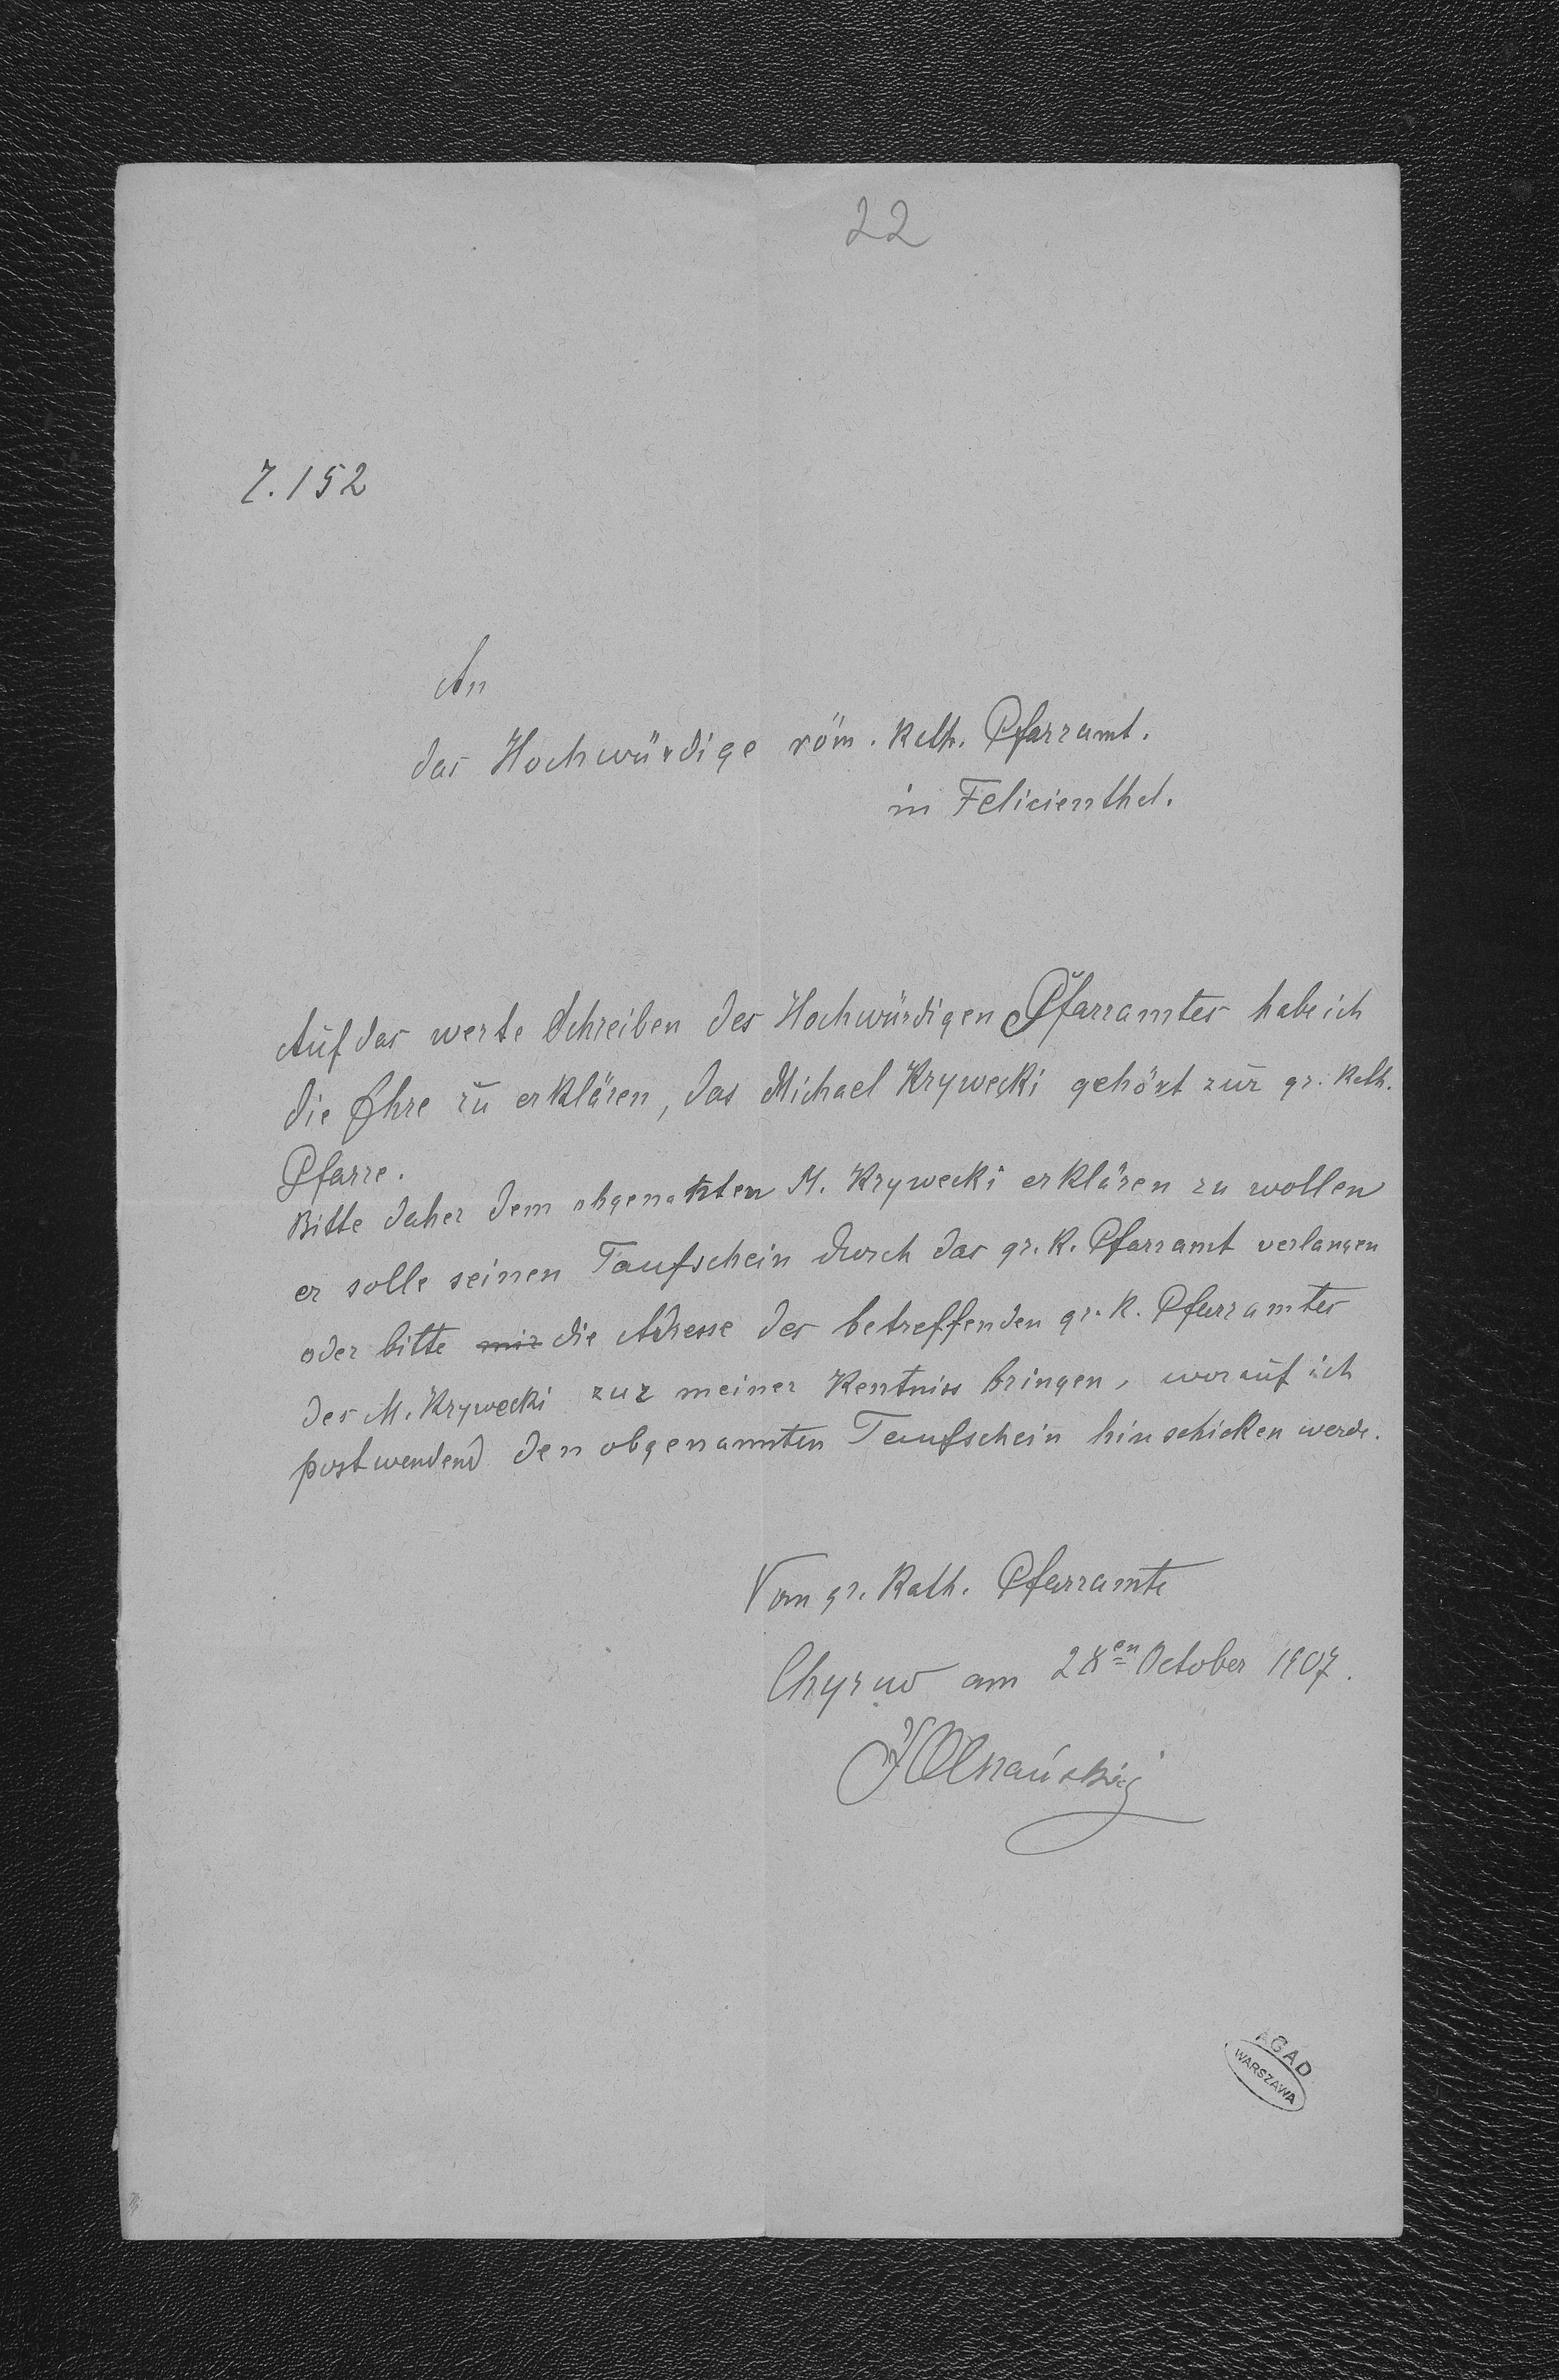 22
Z. 152
An
das Hochwürdige röm. Kath. Pfarramt.
in Felicienthal.
Auf das werte Schreiben des Hochwürdigen Pfarramtes habe ich
die Ehre zu erklären, das Michael Krywecki gehört zur gr. Kath.
Pfarre.
Bitte daher dem obgenanten M. Krywecki erklären zu wollen
er solle seinen Taufschein durch das gr. K. Pfarramt verlangen
oder bitte mir die Adresse des betreffenden gr. K. Pfarramtes
des M. Krywecki zur meiner Kentniss bringen, worauf ich
postwendend den obgenannten Taufschein hinschicken werde.
Vom gr. Kath. Pfarramte
Chyrow am 28en October 1907.
AGAD
WARSZAWA